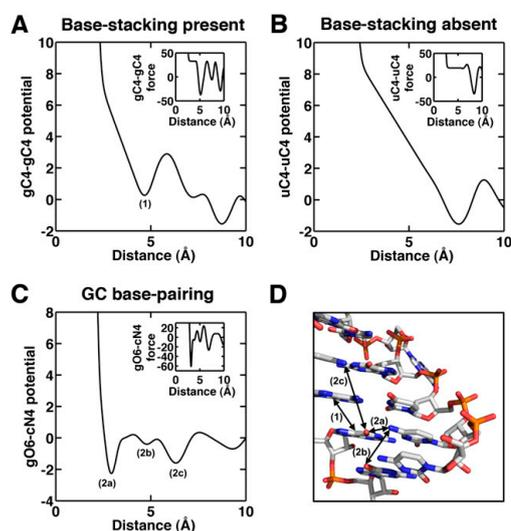 A Base-stacking present
10
8
6
4
2
0
-2
gC4-gC4 potential
50
0
-50
gC4-gC4
force
0 5 10
Distance (Å)
(1)
0 5 10
Distance (Å)
B Base-stacking absent
10
8
6
4
2
0
-2
uC4-uC4 potential
50
0
-50
uC4-uC4
force
0 5 10
Distance (Å)
0 5 10
Distance (Å)
C GC base-pairing
8
6
4
2
0
-2
-4
gO6-cN4 potential
20
0
-20
-40
-60
gO6-cN4
force
0 5 10
Distance (Å)
(2a)
(2b)
(2c)
0 5 10
Distance (Å)
D
(2c)
(1)
(2a)
(2b)